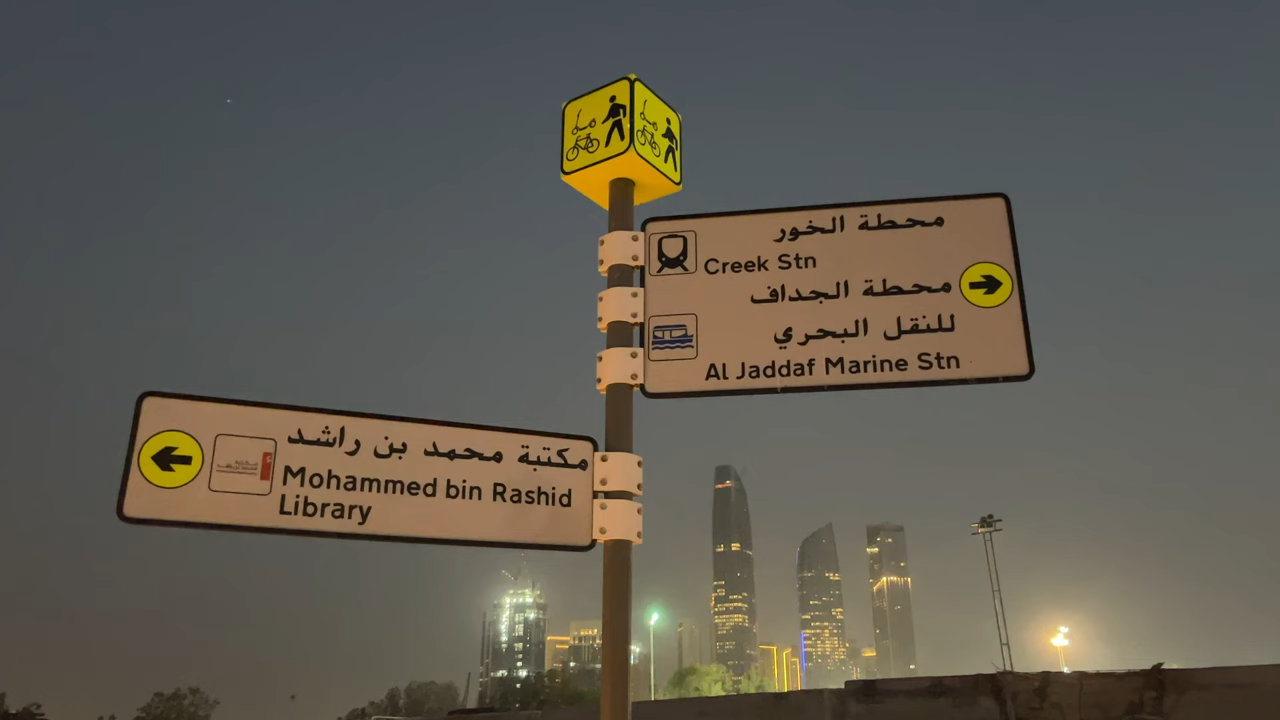 محطة الخور
Creek Stn
محطة الجداف
للنقل البحري
Al Jaddaf Marine Stn
مكتبة محمد بن راشد
Mohammed bin Rashid
Library